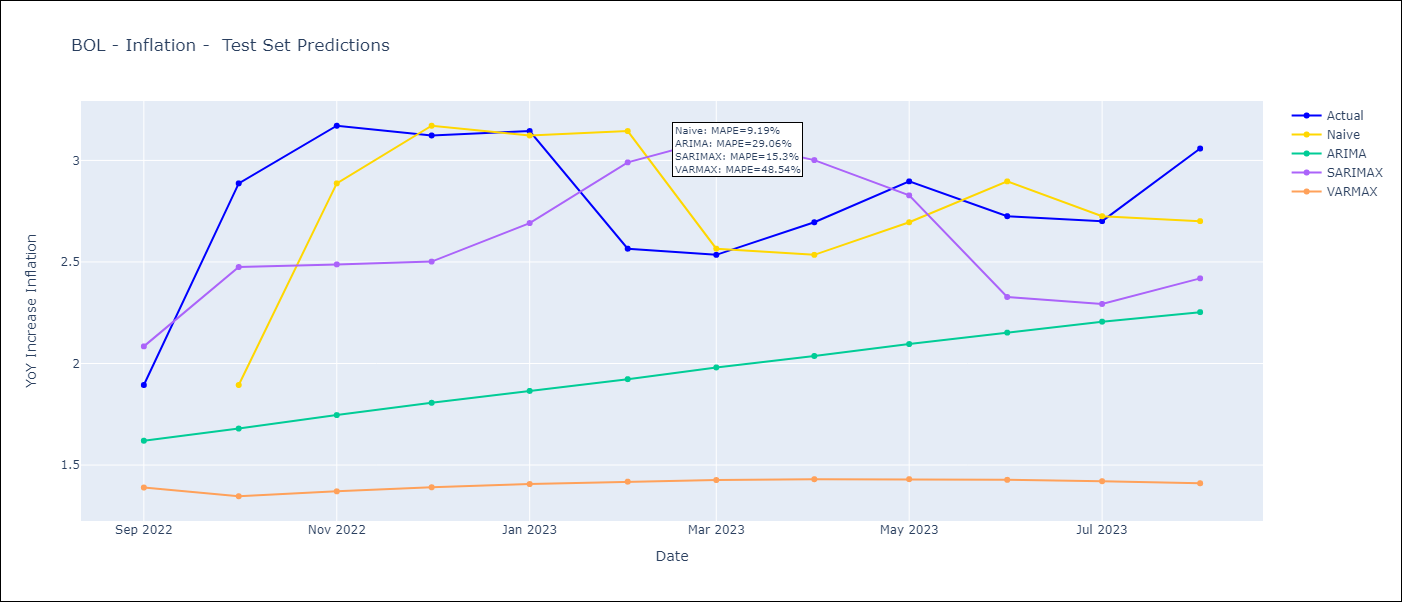 BOL - Inflation -  Test Set Predictions
Naive: MAPE=9.19%
ARIMA: MAPE=29.06%
SARIMAX: MAPE=15.3%
VARMAX: MAPE=48.54%
Actual
Naive
ARIMA
SARIMAX
VARMAX
YoY Increase Inflation
3
2.5
2
1.5
Sep 2022
Nov 2022
Jan 2023
Mar 2023
May 2023
Jul 2023
Date